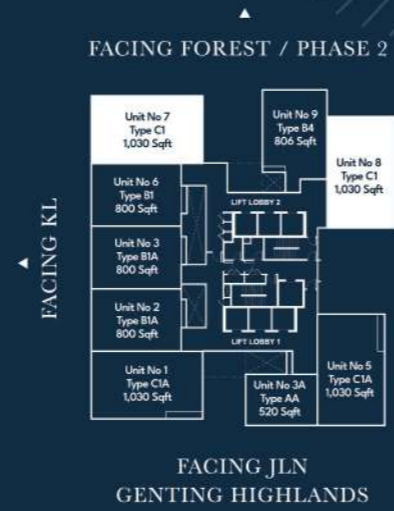 FACING FOREST / PHASE 2
Unit No 7
Type C1
1,030 Sqft
Unit No 9
Type B4
806 Sqft
Unit No 8
Type C1
1,030 Sqft
Unit No 6
Type B1
800 Sqft
LIFT LOBBY 2
FACING KL
Unit No 3
Type B1A
800 Sqft
Unit No 2
Type B1A
800 Sqft
LIFT LOBBY 1
Unit No 1
Type C1A
1,030 Sqft
Unit No 3A
Type AA
520 Sqft
Unit No 5
Type C1A
1,030 Sqft
FACING JLN
GENTING HIGHLANDS